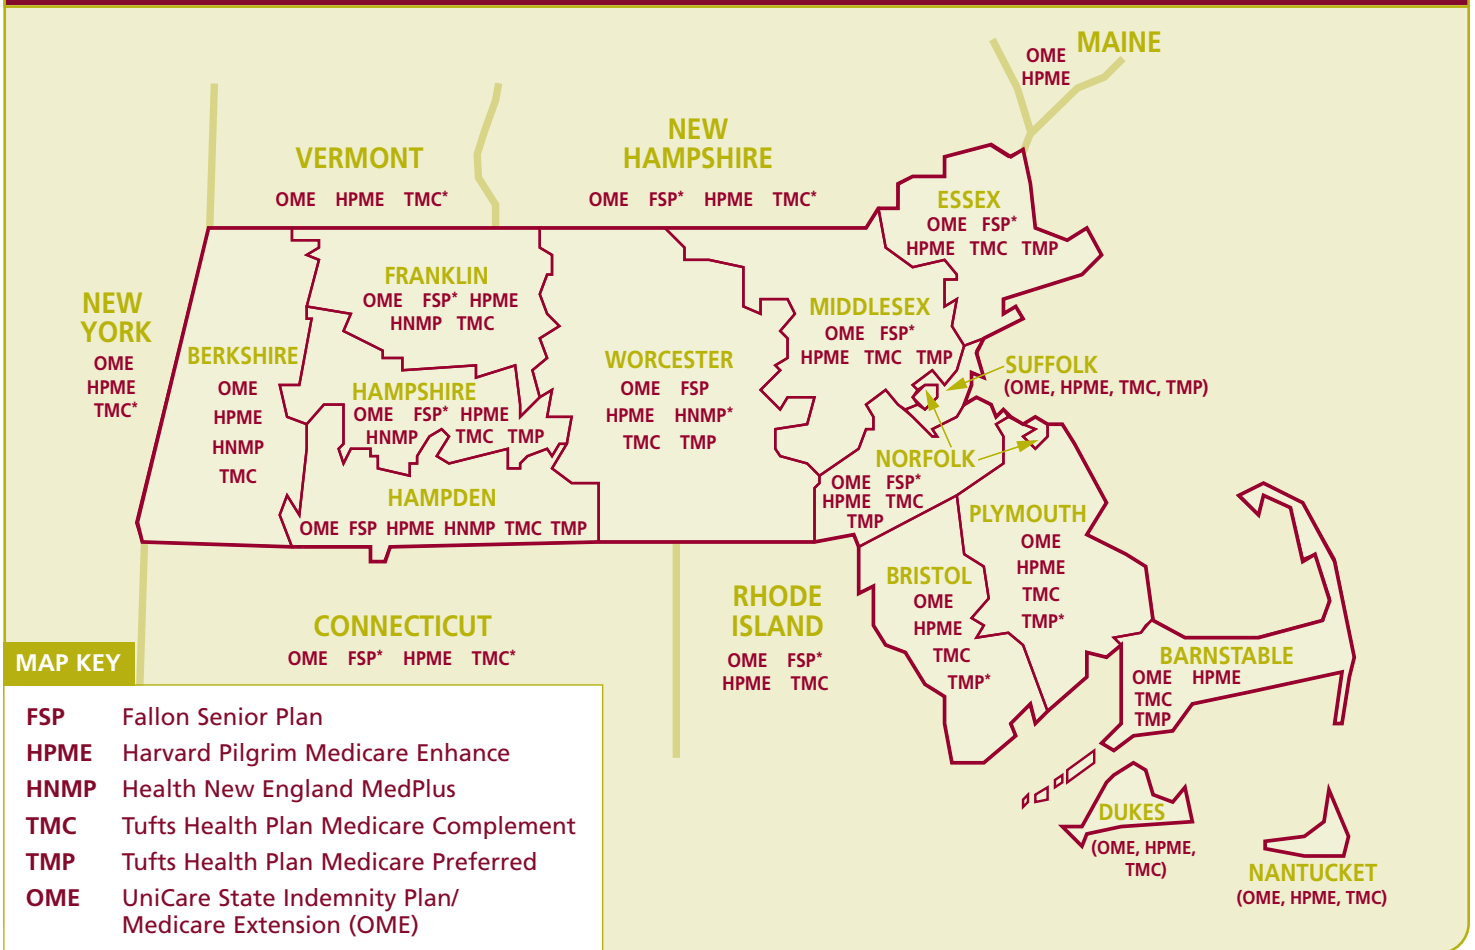 MAINE
OME
HPME
NEW
HAMPSHIRE
OME FSP* HPME TMC*
VERMONT
OME HPME TMC*
ESSEX
OME FSP*
HPME TMC TMP
NEW
YORK
OME
HPME
TMC*
BERKSHIRE
OME
HPME
HNMP
TMC
FRANKLIN
OME FSP* HPME
HNMP TMC
HAMPSHIRE
OME FSP* HPME
HNMP TMC TMP
HAMPDEN
OME FSP HPME HNMP TMC TMP
WORCESTER
OME FSP
HPME HNMP*
TMC TMP
MIDDLESEX
OME FSP*
HPME TMC TMP
SUFFOLK
(OME, HPME, TMC, TMP)
NORFOLK
OME FSP*
HPME TMC
TMP
PLYMOUTH
OME
HPME
TMC
TMP*
BRISTOL
OME
HPME
TMC
TMP*
BARNSTABLE
OME HPME
TMC
TMP
DUKES
(OME, HPME,
TMC)
NANTUCKET
(OME, HPME, TMC)
CONNECTICUT
OME FSP* HPME TMC*
RHODE
ISLAND
OME FSP*
HPME TMC
MAP KEY
FSP Fallon Senior Plan
HPME Harvard Pilgrim Medicare Enhance
HNMP Health New England MedPlus
TMC Tufts Health Plan Medicare Complement
TMP Tufts Health Plan Medicare Preferred
OME UniCare State Indemnity Plan/
Medicare Extension (OME)